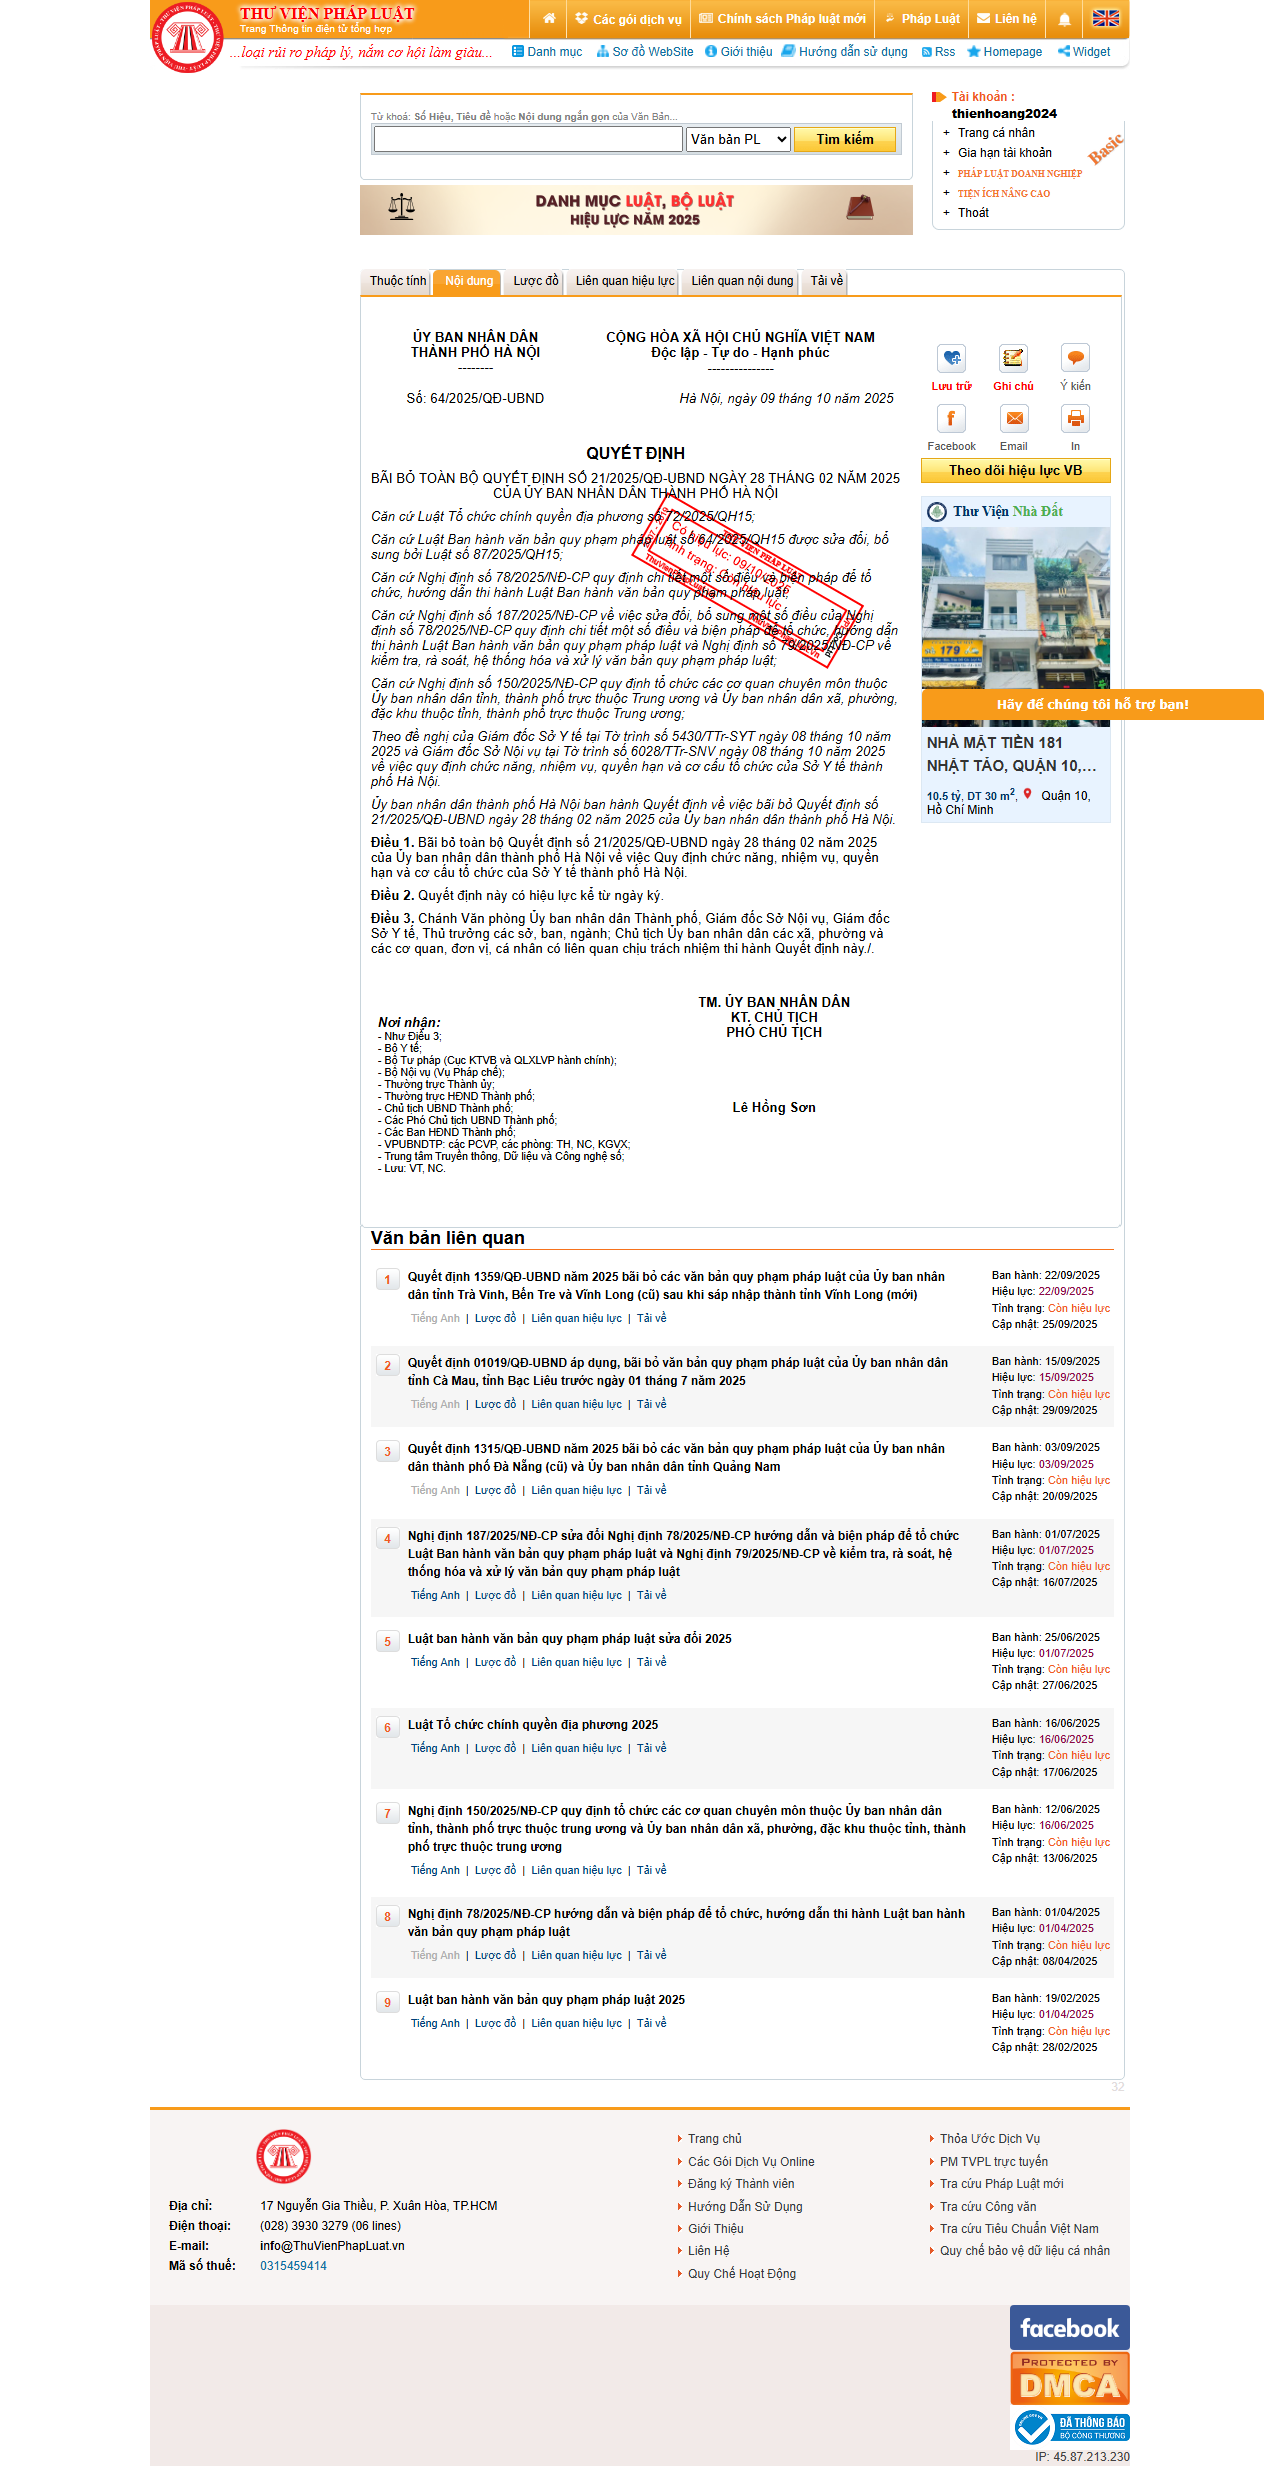 THƯ VIỆN PHÁP LUẬT
Trang Thông tin điện tử tổng hợp
Các gói dịch vụ
Chính sách Pháp luật mới
Pháp Luật
Liên hệ
...loại rủi ro pháp lý, nắm cơ hội làm giàu...
Danh mục
Sơ đồ WebSite
Giới thiệu
Hướng dẫn sử dụng
Rss
Homepage
Widget
Từ khoá: Số Hiệu, Tiêu đề hoặc Nội dung ngắn gọn của Văn Bản...
Văn bản PL
Tìm kiếm
DANH MỤC LUẬT, BỘ LUẬT
HIỆU LỰC NĂM 2025
Tài khoản :
thienhoang2024
+ Trang cá nhân
+ Gia hạn tài khoản
+ PHÁP LUẬT DOANH NGHIỆP
+ TIỆN ÍCH NÂNG CAO
+ Thoát
Basic
Thuộc tính
Nội dung
Lược đồ
Liên quan hiệu lực
Liên quan nội dung
Tải về
ỦY BAN NHÂN DÂN
THÀNH PHỐ HÀ NỘI
--------
CỘNG HÒA XÃ HỘI CHỦ NGHĨA VIỆT NAM
Độc lập - Tự do - Hạnh phúc
---------------
Số: 64/2025/QĐ-UBND
Hà Nội, ngày 09 tháng 10 năm 2025
QUYẾT ĐỊNH
BÃI BỎ TOÀN BỘ QUYẾT ĐỊNH SỐ 21/2025/QĐ-UBND NGÀY 28 THÁNG 02 NĂM 2025
CỦA ỦY BAN NHÂN DÂN THÀNH PHỐ HÀ NỘI
Căn cứ Luật Tổ chức chính quyền địa phương số 72/2025/QH15;
Căn cứ Luật Ban hành văn bản quy phạm pháp luật số 64/2025/QH15 được sửa đổi, bổ
sung bởi Luật số 87/2025/QH15;
Căn cứ Nghị định số 78/2025/NĐ-CP quy định chi tiết một số điều và biện pháp để tổ
chức, hướng dẫn thi hành Luật Ban hành văn bản quy phạm pháp luật;
Căn cứ Nghị định số 187/2025/NĐ-CP về việc sửa đổi, bổ sung một số điều của Nghị
định số 78/2025/NĐ-CP quy định chi tiết một số điều và biện pháp để tổ chức, hướng dẫn
thi hành Luật Ban hành văn bản quy phạm pháp luật và Nghị định số 79/2025/NĐ-CP về
kiểm tra, rà soát, hệ thống hóa và xử lý văn bản quy phạm pháp luật;
Căn cứ Nghị định số 150/2025/NĐ-CP quy định tổ chức các cơ quan chuyên môn thuộc
Ủy ban nhân dân tỉnh, thành phố trực thuộc Trung ương và Ủy ban nhân dân xã, phường,
đặc khu thuộc tỉnh, thành phố trực thuộc Trung ương;
Theo đề nghị của Giám đốc Sở Y tế tại Tờ trình số 5430/TTr-SYT ngày 08 tháng 10 năm
2025 và Giám đốc Sở Nội vụ tại Tờ trình số 6028/TTr-SNV ngày 08 tháng 10 năm 2025
về việc quy định chức năng, nhiệm vụ, quyền hạn và cơ cấu tổ chức của Sở Y tế thành
phố Hà Nội.
Ủy ban nhân dân thành phố Hà Nội ban hành Quyết định về việc bãi bỏ Quyết định số
21/2025/QĐ-UBND ngày 28 tháng 02 năm 2025 của Ủy ban nhân dân thành phố Hà Nội.
Điều 1. Bãi bỏ toàn bộ Quyết định số 21/2025/QĐ-UBND ngày 28 tháng 02 năm 2025
của Ủy ban nhân dân thành phố Hà Nội về việc Quy định chức năng, nhiệm vụ, quyền
hạn và cơ cấu tổ chức của Sở Y tế thành phố Hà Nội.
Điều 2. Quyết định này có hiệu lực kể từ ngày ký.
Điều 3. Chánh Văn phòng Ủy ban nhân dân Thành phố, Giám đốc Sở Nội vụ, Giám đốc
Sở Y tế, Thủ trưởng các sở, ban, ngành; Chủ tịch Ủy ban nhân dân các xã, phường và
các cơ quan, đơn vị, cá nhân có liên quan chịu trách nhiệm thi hành Quyết định này./.
Có hiệu lực: 09/10/2025
Tình trạng: Còn hiệu lực
THƯ VIỆN PHÁP LUẬT
Nơi nhận:
- Như Điều 3;
- Bộ Y tế;
- Bộ Tư pháp (Cục KTVB và QLXLVP hành chính);
- Bộ Nội vụ (Vụ Pháp chế);
- Thường trực Thành ủy;
- Thường trực HĐND Thành phố;
- Chủ tịch UBND Thành phố;
- Các Phó Chủ tịch UBND Thành phố;
- Các Ban HĐND Thành phố;
- VPUBNDTP: các PCVP, các phòng: TH, NC, KGVX;
- Trung tâm Truyền thông, Dữ liệu và Công nghệ số;
- Lưu: VT, NC.
TM. ỦY BAN NHÂN DÂN
KT. CHỦ TỊCH
PHÓ CHỦ TỊCH
Lê Hồng Sơn
Lưu trữ
Ghi chú
Ý kiến
Facebook
Email
In
Theo dõi hiệu lực VB
Thư Viện Nhà Đất
179
Hãy để chúng tôi hỗ trợ bạn!
NHÀ MẶT TIỀN 181
NHẬT TẢO, QUẬN 10,...
10.5 tỷ, DT 30 m2, Quận 10,
Hồ Chí Minh
Văn bản liên quan
1
Quyết định 1359/QĐ-UBND năm 2025 bãi bỏ các văn bản quy phạm pháp luật của Ủy ban nhân
dân tỉnh Trà Vinh, Bến Tre và Vĩnh Long (cũ) sau khi sáp nhập thành tỉnh Vĩnh Long (mới)
Tiếng Anh | Lược đồ | Liên quan hiệu lực | Tải về
Ban hành: 22/09/2025
Hiệu lực: 22/09/2025
Tình trạng: Còn hiệu lực
Cập nhật: 25/09/2025
2
Quyết định 01019/QĐ-UBND áp dụng, bãi bỏ văn bản quy phạm pháp luật của Ủy ban nhân dân
tỉnh Cà Mau, tỉnh Bạc Liêu trước ngày 01 tháng 7 năm 2025
Tiếng Anh | Lược đồ | Liên quan hiệu lực | Tải về
Ban hành: 15/09/2025
Hiệu lực: 15/09/2025
Tình trạng: Còn hiệu lực
Cập nhật: 29/09/2025
3
Quyết định 1315/QĐ-UBND năm 2025 bãi bỏ các văn bản quy phạm pháp luật của Ủy ban nhân
dân thành phố Đà Nẵng (cũ) và Ủy ban nhân dân tỉnh Quảng Nam
Tiếng Anh | Lược đồ | Liên quan hiệu lực | Tải về
Ban hành: 03/09/2025
Hiệu lực: 03/09/2025
Tình trạng: Còn hiệu lực
Cập nhật: 20/09/2025
4
Nghị định 187/2025/NĐ-CP sửa đổi Nghị định 78/2025/NĐ-CP hướng dẫn và biện pháp để tổ chức
Luật Ban hành văn bản quy phạm pháp luật và Nghị định 79/2025/NĐ-CP về kiểm tra, rà soát, hệ
thống hóa và xử lý văn bản quy phạm pháp luật
Tiếng Anh | Lược đồ | Liên quan hiệu lực | Tải về
Ban hành: 01/07/2025
Hiệu lực: 01/07/2025
Tình trạng: Còn hiệu lực
Cập nhật: 16/07/2025
5
Luật ban hành văn bản quy phạm pháp luật sửa đổi 2025
Tiếng Anh | Lược đồ | Liên quan hiệu lực | Tải về
Ban hành: 25/06/2025
Hiệu lực: 01/07/2025
Tình trạng: Còn hiệu lực
Cập nhật: 27/06/2025
6
Luật Tổ chức chính quyền địa phương 2025
Tiếng Anh | Lược đồ | Liên quan hiệu lực | Tải về
Ban hành: 16/06/2025
Hiệu lực: 16/06/2025
Tình trạng: Còn hiệu lực
Cập nhật: 17/06/2025
7
Nghị định 150/2025/NĐ-CP quy định tổ chức các cơ quan chuyên môn thuộc Ủy ban nhân dân
tỉnh, thành phố trực thuộc trung ương và Ủy ban nhân dân xã, phường, đặc khu thuộc tỉnh, thành
phố trực thuộc trung ương
Tiếng Anh | Lược đồ | Liên quan hiệu lực | Tải về
Ban hành: 12/06/2025
Hiệu lực: 16/06/2025
Tình trạng: Còn hiệu lực
Cập nhật: 13/06/2025
8
Nghị định 78/2025/NĐ-CP hướng dẫn và biện pháp để tổ chức, hướng dẫn thi hành Luật ban hành
văn bản quy phạm pháp luật
Tiếng Anh | Lược đồ | Liên quan hiệu lực | Tải về
Ban hành: 01/04/2025
Hiệu lực: 01/04/2025
Tình trạng: Còn hiệu lực
Cập nhật: 08/04/2025
9
Luật ban hành văn bản quy phạm pháp luật 2025
Tiếng Anh | Lược đồ | Liên quan hiệu lực | Tải về
Ban hành: 19/02/2025
Hiệu lực: 01/04/2025
Tình trạng: Còn hiệu lực
Cập nhật: 28/02/2025
32
Địa chỉ: 17 Nguyễn Gia Thiều, P. Xuân Hòa, TP.HCM
Điện thoại: (028) 3930 3279 (06 lines)
E-mail: info@ThuVienPhapLuat.vn
Mã số thuế: 0315459414
Trang chủ
Các Gói Dịch Vụ Online
Đăng ký Thành viên
Hướng Dẫn Sử Dụng
Giới Thiệu
Liên Hệ
Quy Chế Hoạt Động
Thỏa Ước Dịch Vụ
PM TVPL trực tuyến
Tra cứu Pháp Luật mới
Tra cứu Công văn
Tra cứu Tiêu Chuẩn Việt Nam
Quy chế bảo vệ dữ liệu cá nhân
facebook
PROTECTED BY
DMCA
ĐÃ THÔNG BÁO
BỘ CÔNG THƯƠNG
IP: 45.87.213.230